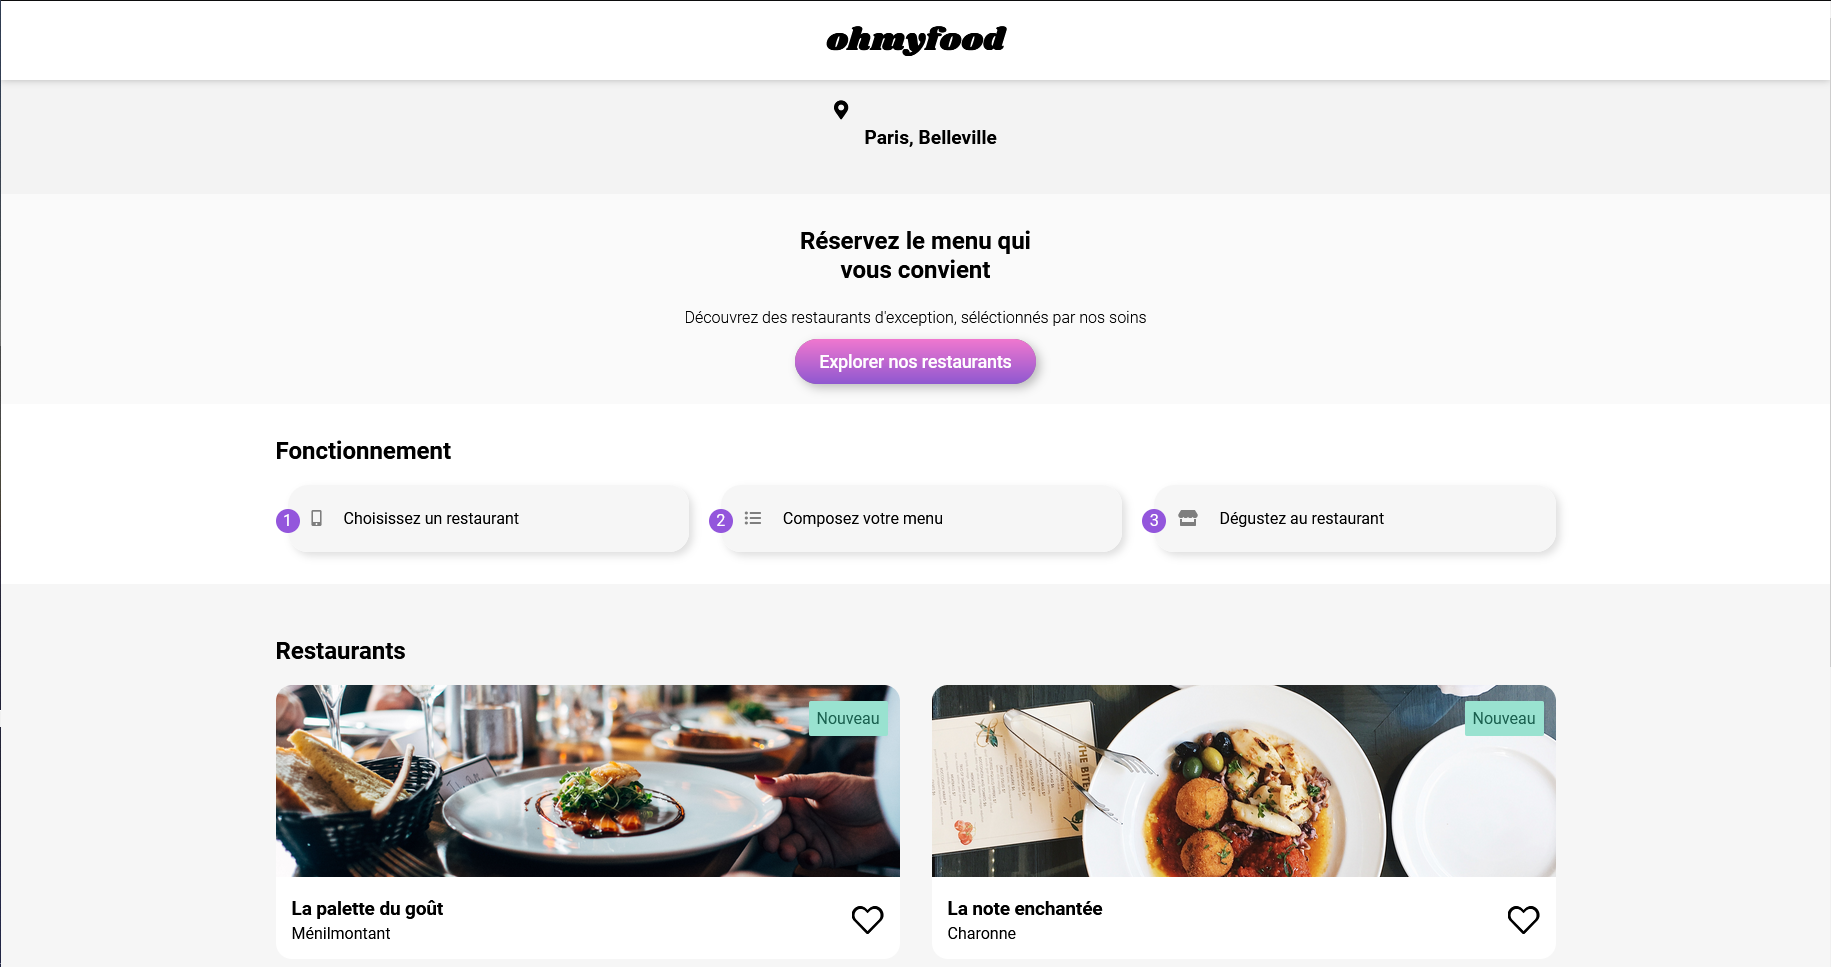 ohmyfood
Paris, Belleville
Réservez le menu qui
vous convient
Découvrez des restaurants d'exception, séléctionnés par nos soins
Explorer nos restaurants
Fonctionnement
1 Choisissez un restaurant
2 Composez votre menu
3 Dégustez au restaurant
Restaurants
Nouveau
THE BITE
Nouveau
La palette du goût
Ménilmontant
La note enchantée
Charonne